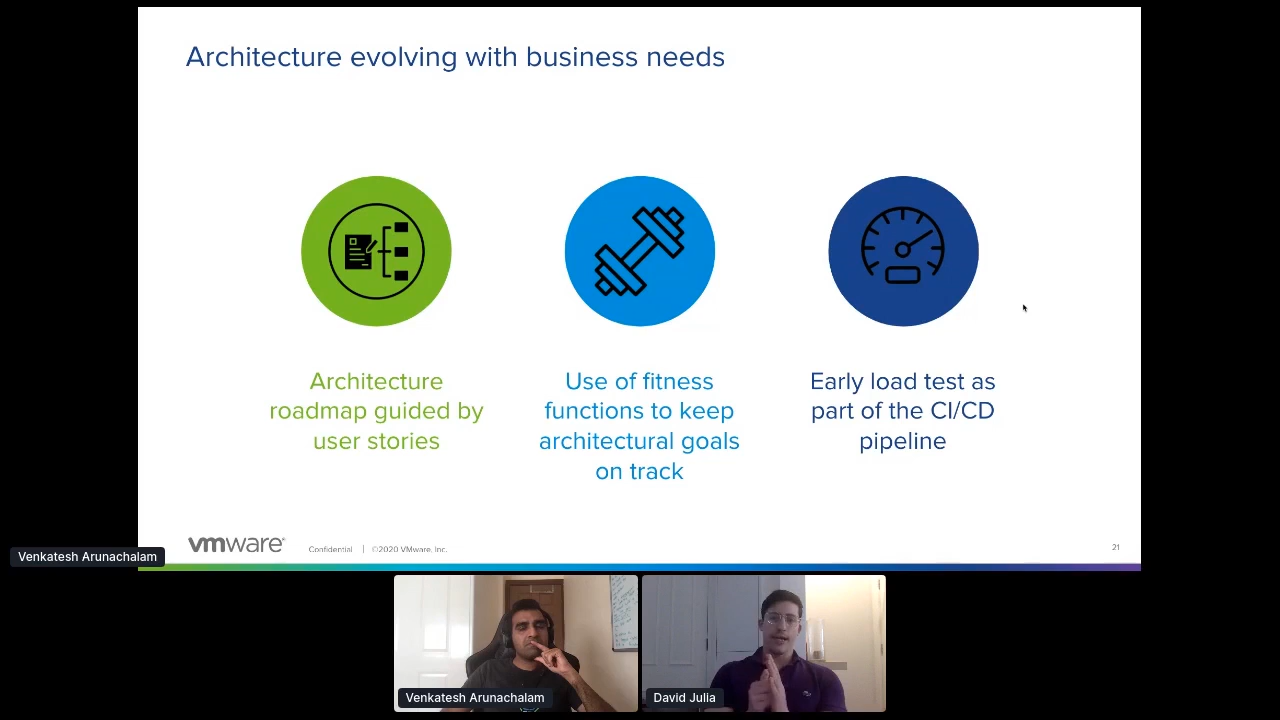 Architecture evolving with business needs
Architecture
roadmap guided by
user stories
Use of fitness
functions to keep
architectural goals
on track
Early load test as
part of the CI/CD
pipeline
vmware®
Confidential | ©2020 VMware, Inc.
21
Venkatesh Arunachalam
Venkatesh Arunachalam
David Julia